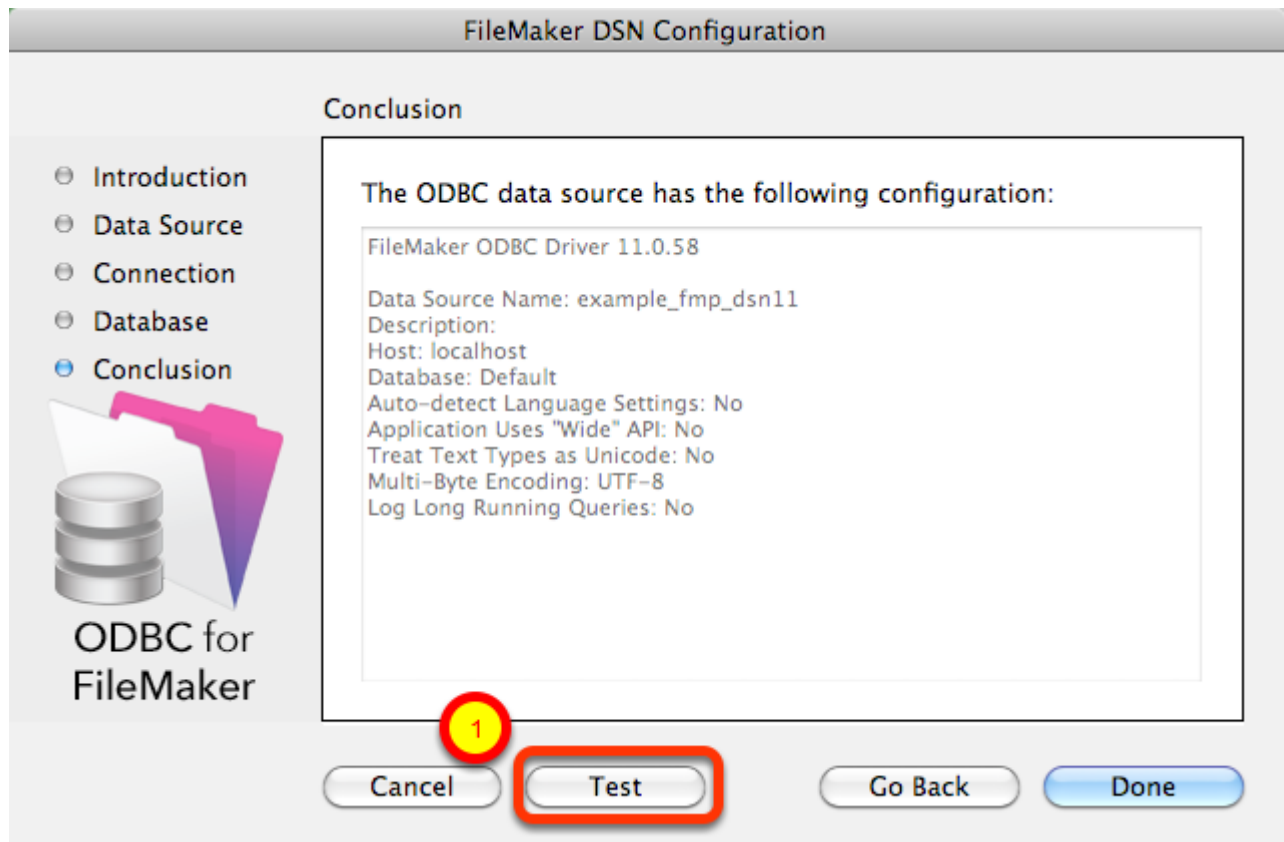 FileMaker DSN Configuration
Conclusion
Introduction
Data Source
Connection
Database
Conclusion
ODBC for
FileMaker
The ODBC data source has the following configuration:
FileMaker ODBC Driver 11.0.58
Data Source Name: example_fmp_dsn11
Description:
Host: localhost
Database: Default
Auto-detect Language Settings: No
Application Uses "Wide" API: No
Treat Text Types as Unicode: No
Multi-Byte Encoding: UTF-8
Log Long Running Queries: No
1
Cancel Test Go Back Done